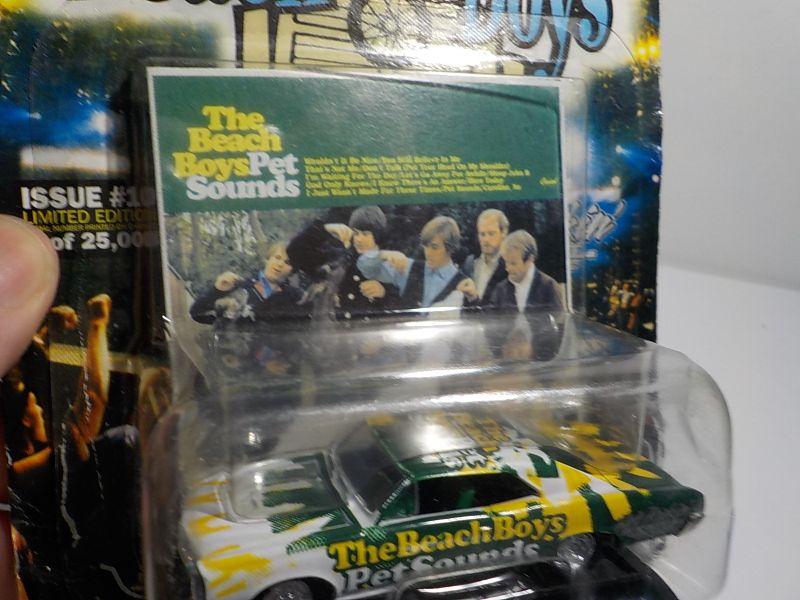 Boys
The
Beach
Boys Pet
Sounds
Wouldn't It Be Nice/You Still Believe In Me
That's Not Me/Don't Talk (Put Your Head On My Shoulder)
I'm Waiting For The Day/Let's Go Away For Awhile/Sloop John B
God Only Knows/I Know There's An Answer/Here Today
I Just Wasn't Made For These Times/Pet Sounds/Caroline, No
ISSUE #10
LIMITED EDITION
of 25,000
The Beach Boys
Pet Sounds